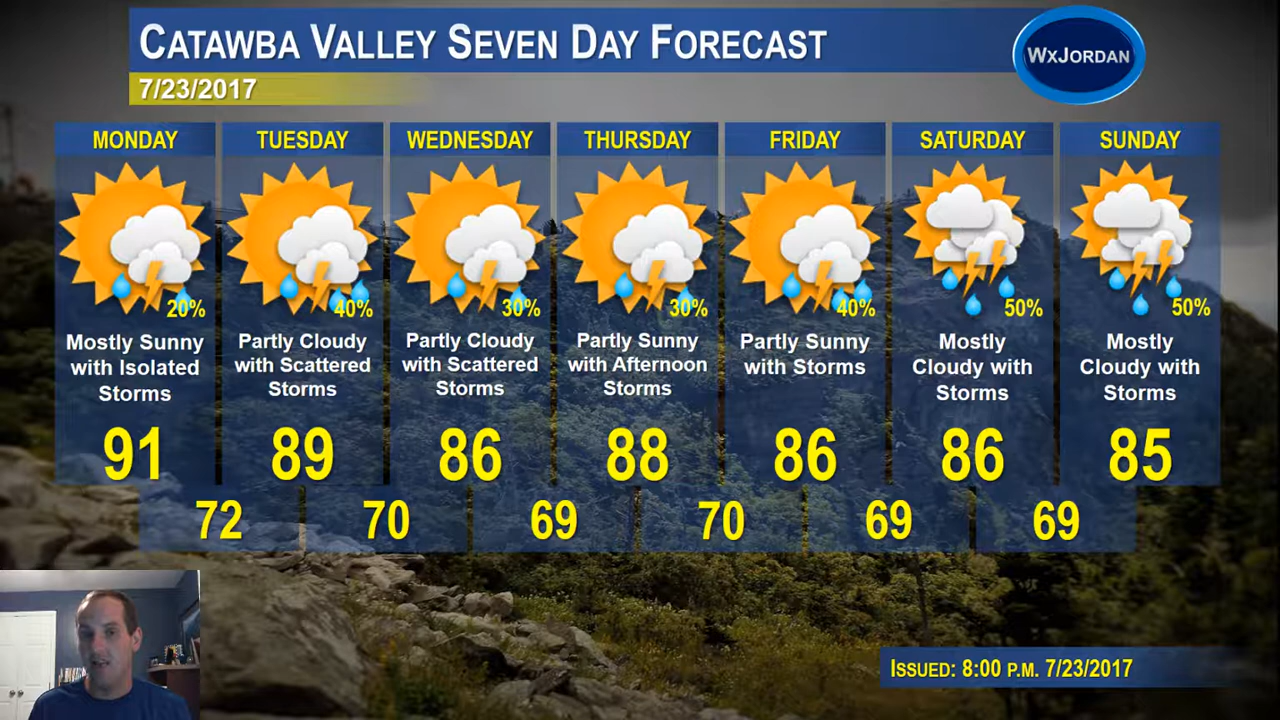 CATAWBA VALLEY SEVEN DAY FORECAST
WXJORDAN
7/23/2017
MONDAY
20%
Mostly Sunny
with Isolated
Storms
91
TUESDAY
40%
Partly Cloudy
with Scattered
Storms
89
WEDNESDAY
30%
Partly Cloudy
with Scattered
Storms
86
THURSDAY
30%
Partly Sunny
with Afternoon
Storms
88
FRIDAY
40%
Partly Sunny
with Storms
86
SATURDAY
50%
Mostly
Cloudy with
Storms
86
SUNDAY
50%
Mostly
Cloudy with
Storms
85
72 70 69 70 69 69
ISSUED: 8:00 P.M. 7/23/2017